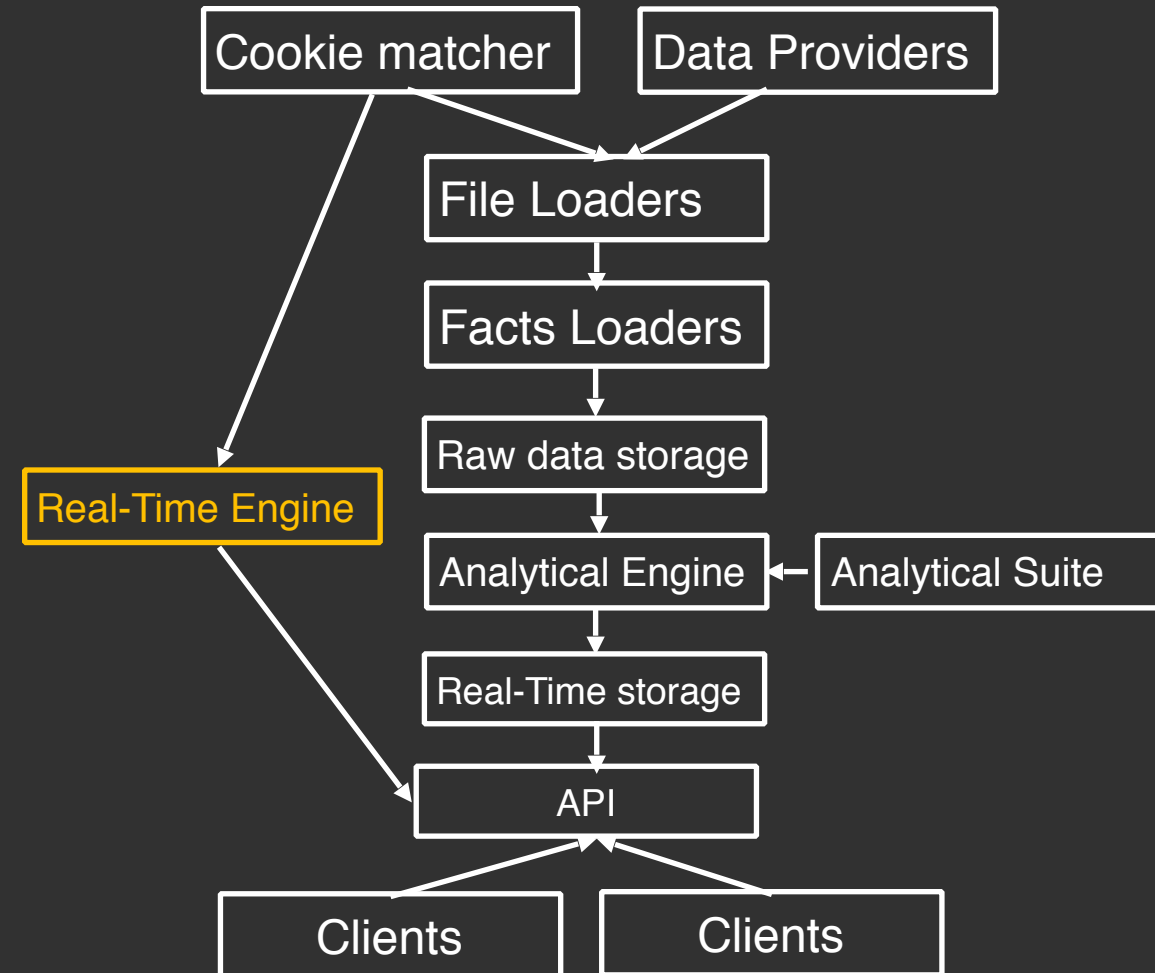 Cookie matcher
Data Providers
File Loaders
Facts Loaders
Raw data storage
Real-Time Engine
Analytical Engine
Analytical Suite
Real-Time storage
API
Clients
Clients